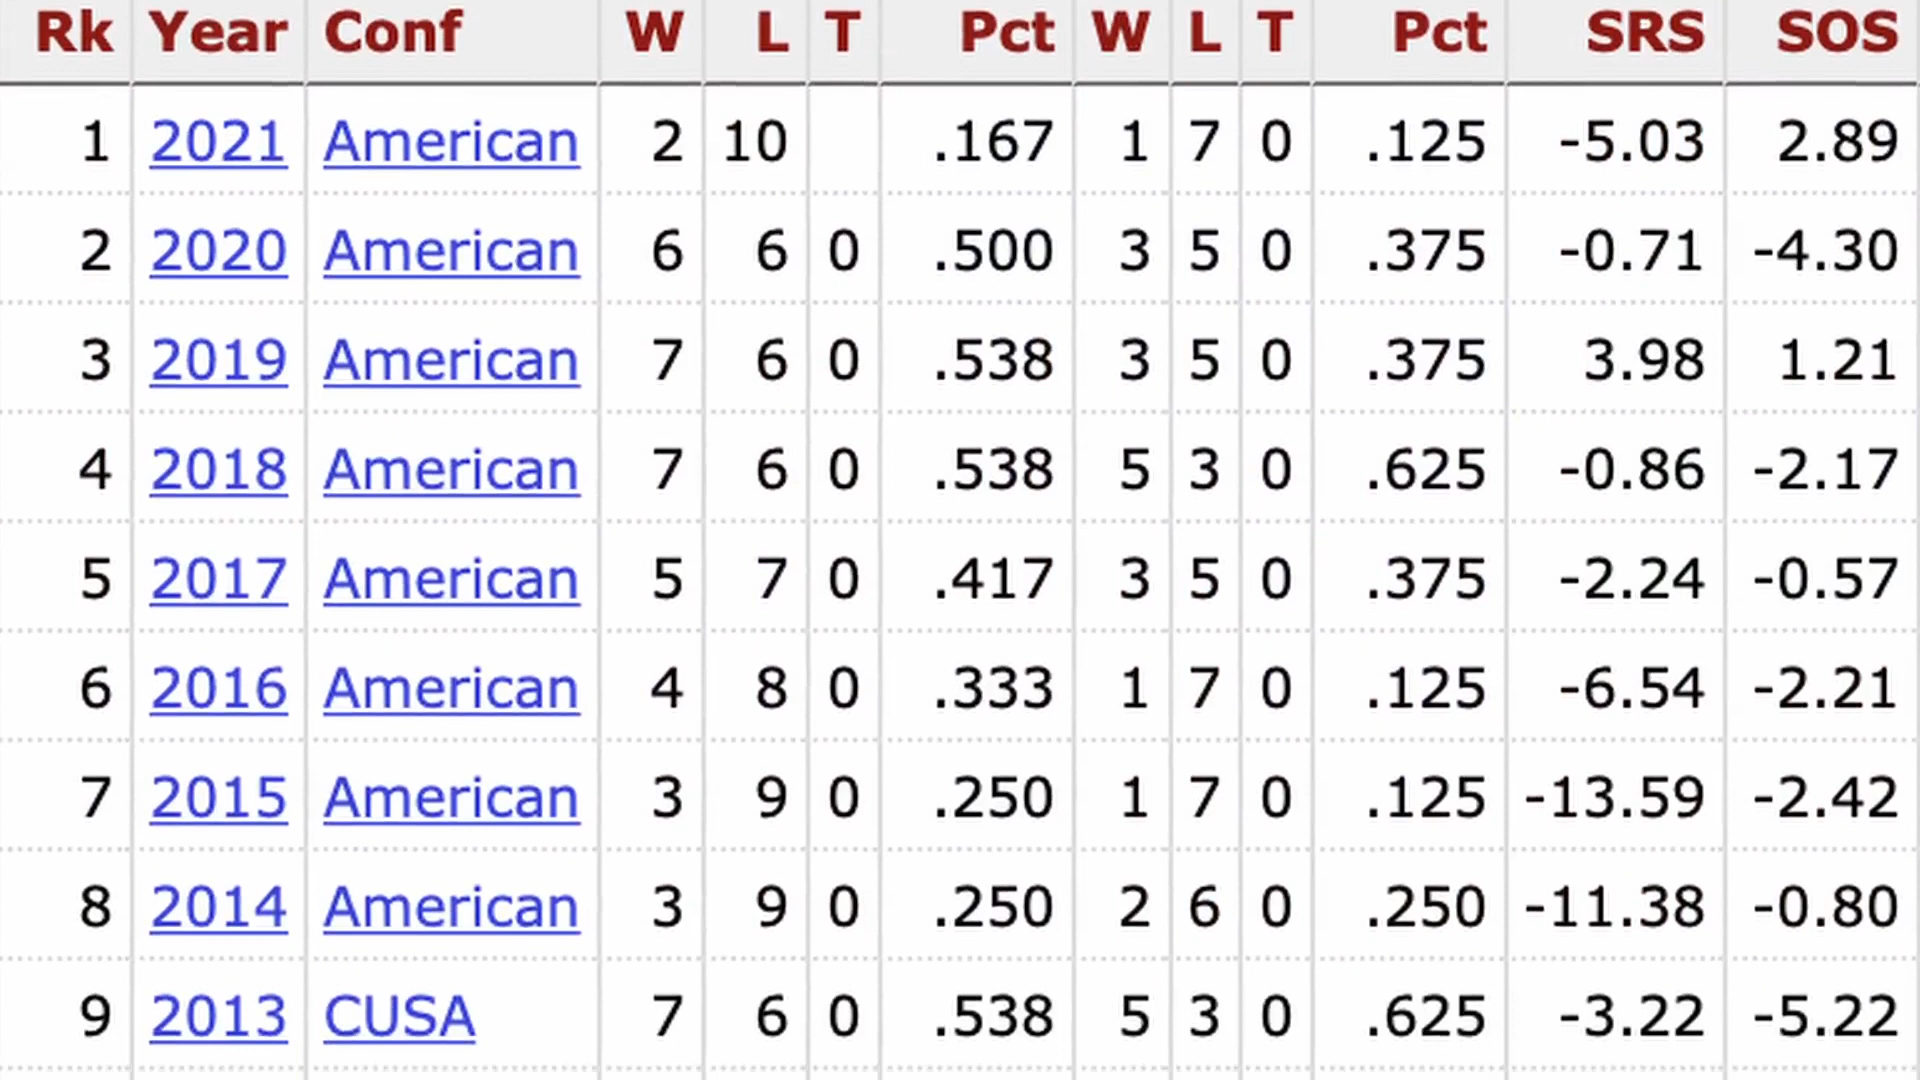 Rk Year Conf W L T Pct W L T Pct SRS SOS
1 2021 American 2 10 .167 1 7 0 .125 -5.03 2.89
2 2020 American 6 6 0 .500 3 5 0 .375 -0.71 -4.30
3 2019 American 7 6 0 .538 3 5 0 .375 3.98 1.21
4 2018 American 7 6 0 .538 5 3 0 .625 -0.86 -2.17
5 2017 American 5 7 0 .417 3 5 0 .375 -2.24 -0.57
6 2016 American 4 8 0 .333 1 7 0 .125 -6.54 -2.21
7 2015 American 3 9 0 .250 1 7 0 .125 -13.59 -2.42
8 2014 American 3 9 0 .250 2 6 0 .250 -11.38 -0.80
9 2013 CUSA 7 6 0 .538 5 3 0 .625 -3.22 -5.22